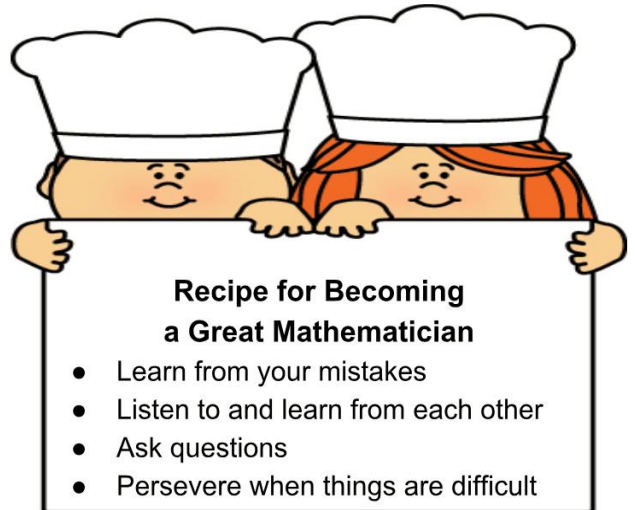 Recipe for Becoming
a Great Mathematician
● Learn from your mistakes
● Listen to and learn from each other
● Ask questions
● Persevere when things are difficult